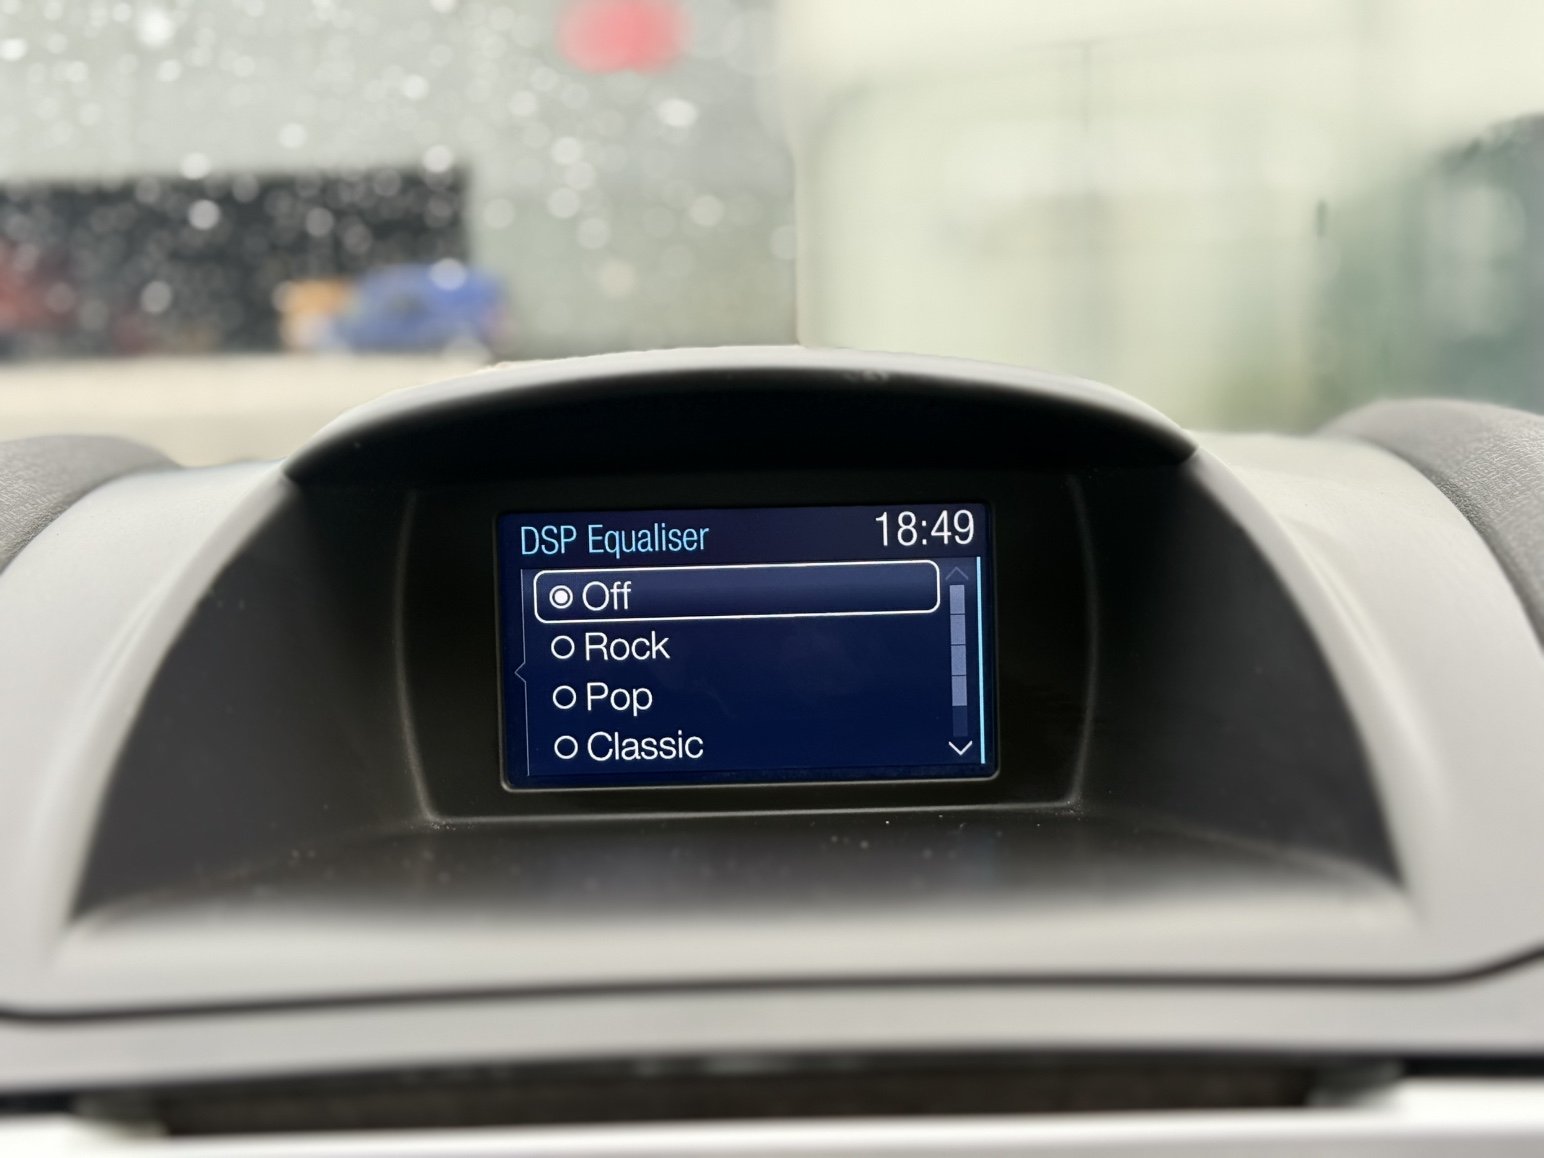 DSP Equaliser 18:49
Off
Rock
Pop
Classic